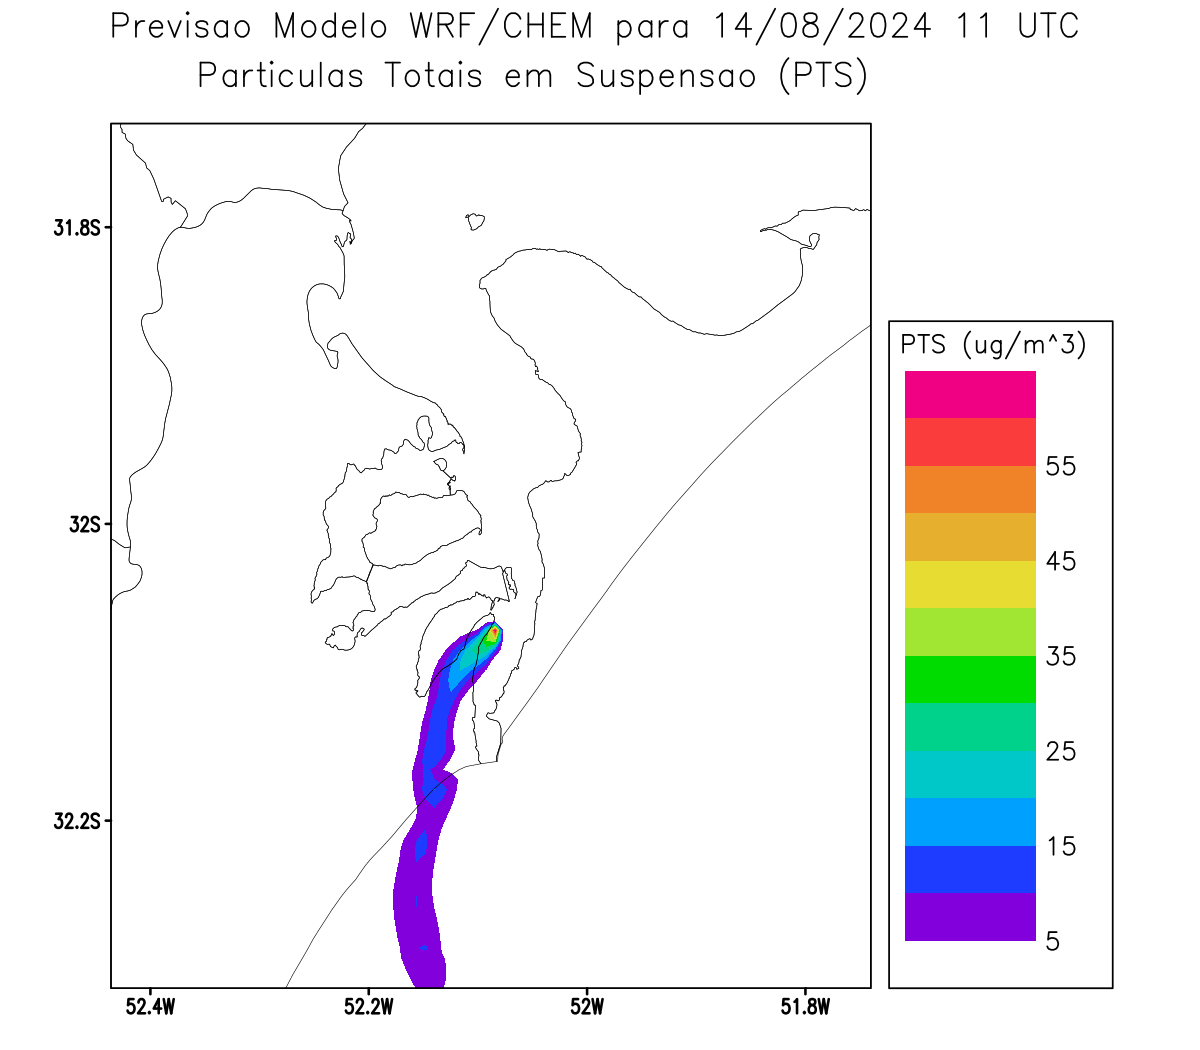 Previsao Modelo WRF/CHEM para 14/08/2024 11 UTC
Particulas Totais em Suspensao (PTS)
31.8S
32S
32.2S
52.4W
52.2W
52W
51.8W
PTS (ug/m^3)
55
45
35
25
15
5